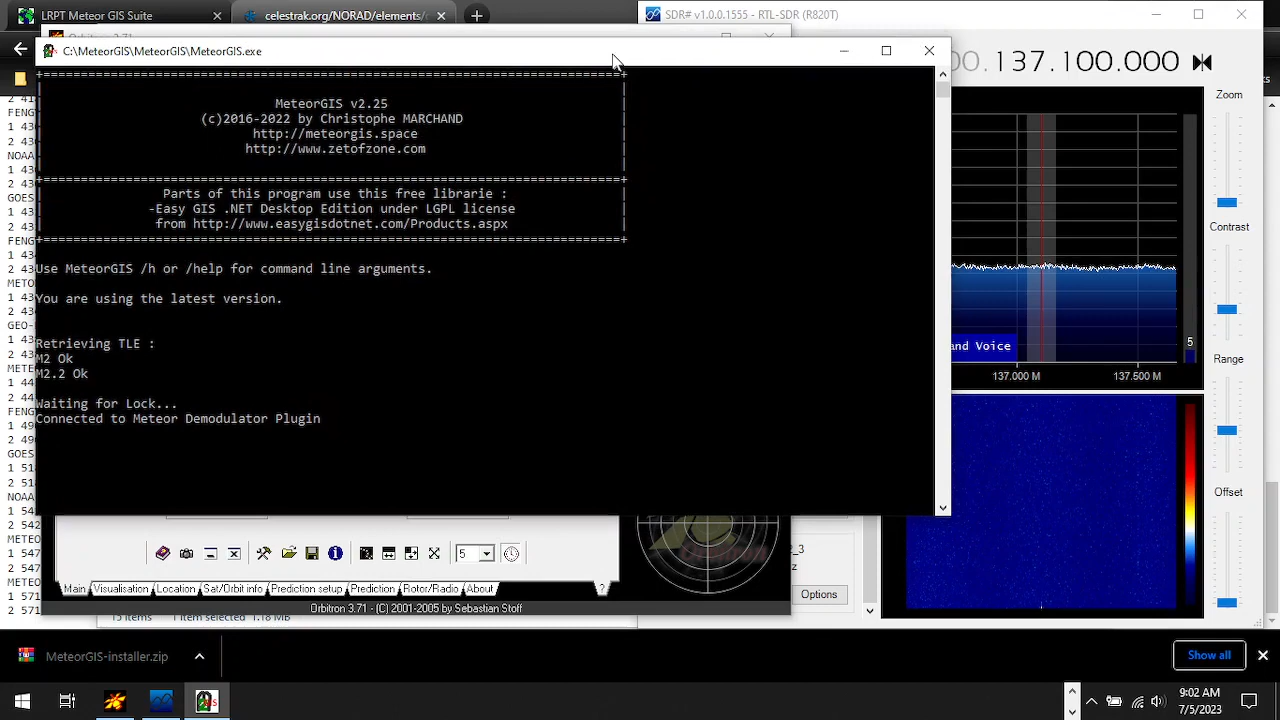 LRPT Meteor GIS Suite
celestrak.org/NORAD/elements/
SDR# v1.0.0.1555 - RTL-SDR (R820T)
C:\MeteorGIS\MeteorGIS\MeteorGIS.exe
137.100.000
MeteorGIS v2.25
(c)2016-2022 by Christophe MARCHAND
http://meteorgis.space
http://www.zetofzone.com
Parts of this program use this free librarie :
-Easy GIS .NET Desktop Edition under LGPL license
from http://www.easygisdotnet.com/Products.aspx
Use MeteorGIS /h or /help for command line arguments.
You are using the latest version.
Retrieving TLE :
M2 Ok
M2.2 Ok
Waiting for Lock...
Connected to Meteor Demodulator Plugin
Zoom
Contrast
Range
Offset
5
and Voice
137.000 M
137.500 M
Options
5
Main
Visualisation
Location
Sat/Orbit info
Prediction setup
Prediction
Rotor/Radio
About
?
Orbitron 3.71 - (C) 2001-2005 by Sebastian Stoff
15 items 1 item selected 1.18 MB
MeteorGIS-installer.zip
Show all
9:02 AM
7/5/2023